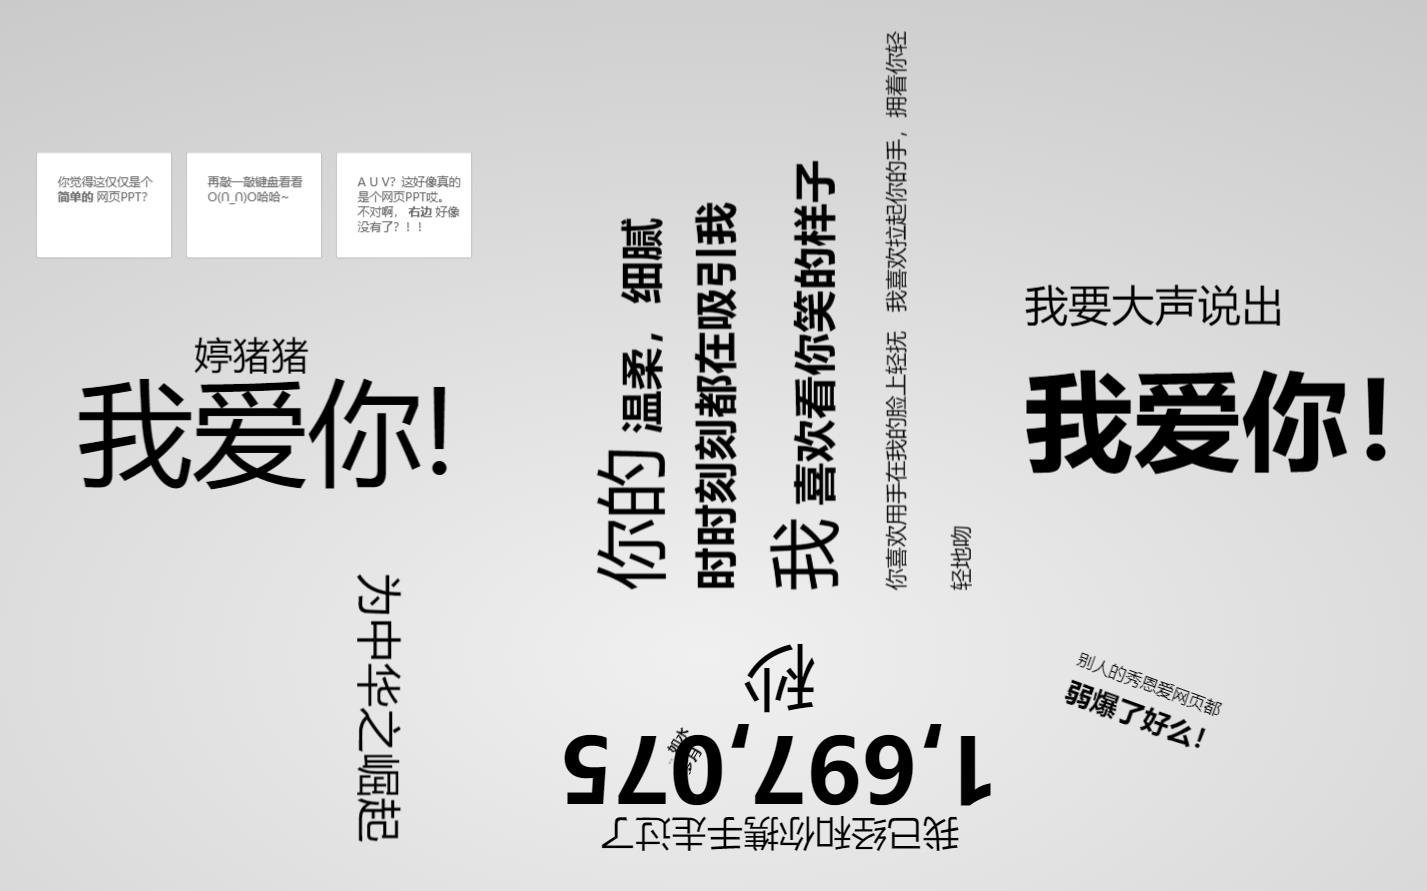 你觉得这仅仅是个
简单的 网页PPT?
再敲一敲键盘看看
O(∩_∩)O哈哈~
A U V? 这好像真的
是个网页PPT哎。
不对啊， 右边 好像
没有了? ！！
婷猪猪
我爱你!
你的 温柔，细腻
时时刻刻都在吸引我
我 喜欢看你笑的样子
你喜欢用手在我的脸上轻抚 我喜欢拉起你的手，拥着你轻
轻地吻
我要大声说出
我爱你!
为中华之崛起
我已经和你携手走过了
1,697,075
秒
如水
别人的秀恩爱网页都
弱爆了好么!